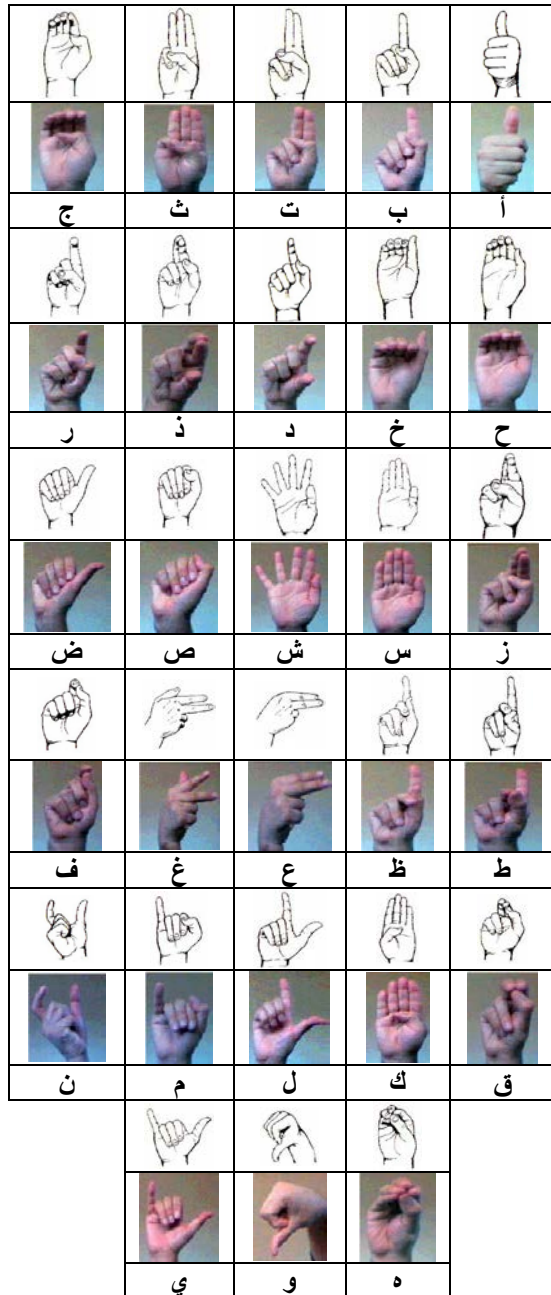 أ ب ت ث ج
ح خ د ذ ر
ز س ش ص ض
ط ظ ع غ ف
ق ك ل م ن
ه و ي